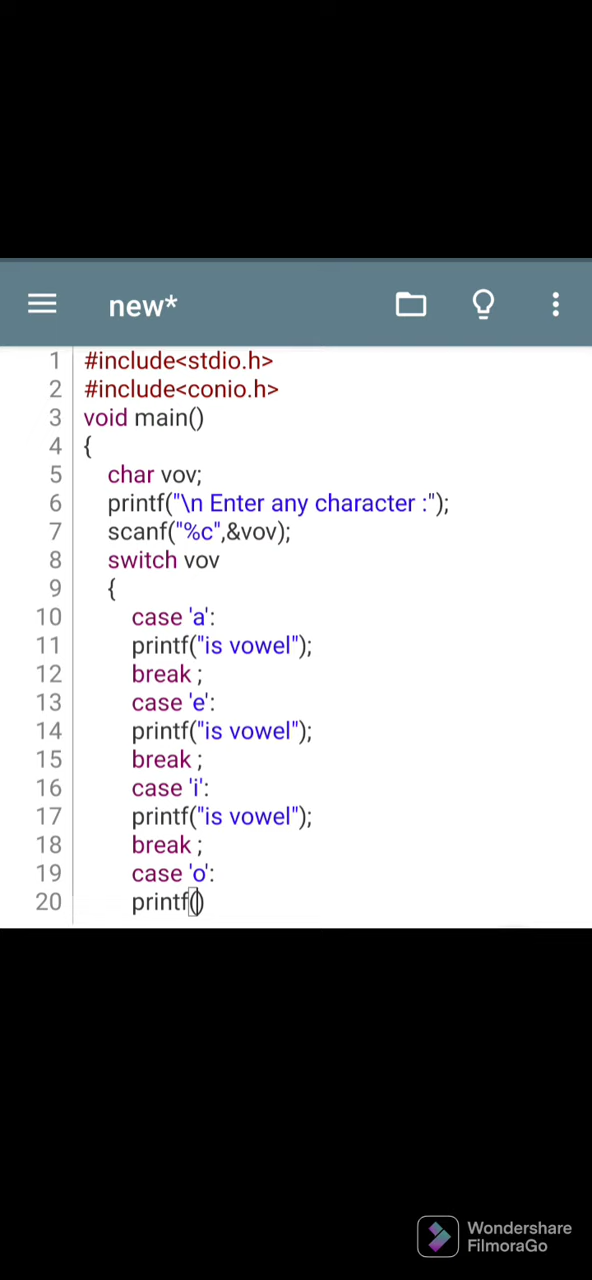 new*
1 #include<stdio.h>
2 #include<conio.h>
3 void main()
4 {
5 char vov;
6 printf("\n Enter any character :");
7 scanf("%c",&vov);
8 switch vov
9 {
10 case 'a':
11 printf("is vowel");
12 break ;
13 case 'e':
14 printf("is vowel");
15 break ;
16 case 'i':
17 printf("is vowel");
18 break ;
19 case 'o':
20 printf()
Wondershare
FilmoraGo